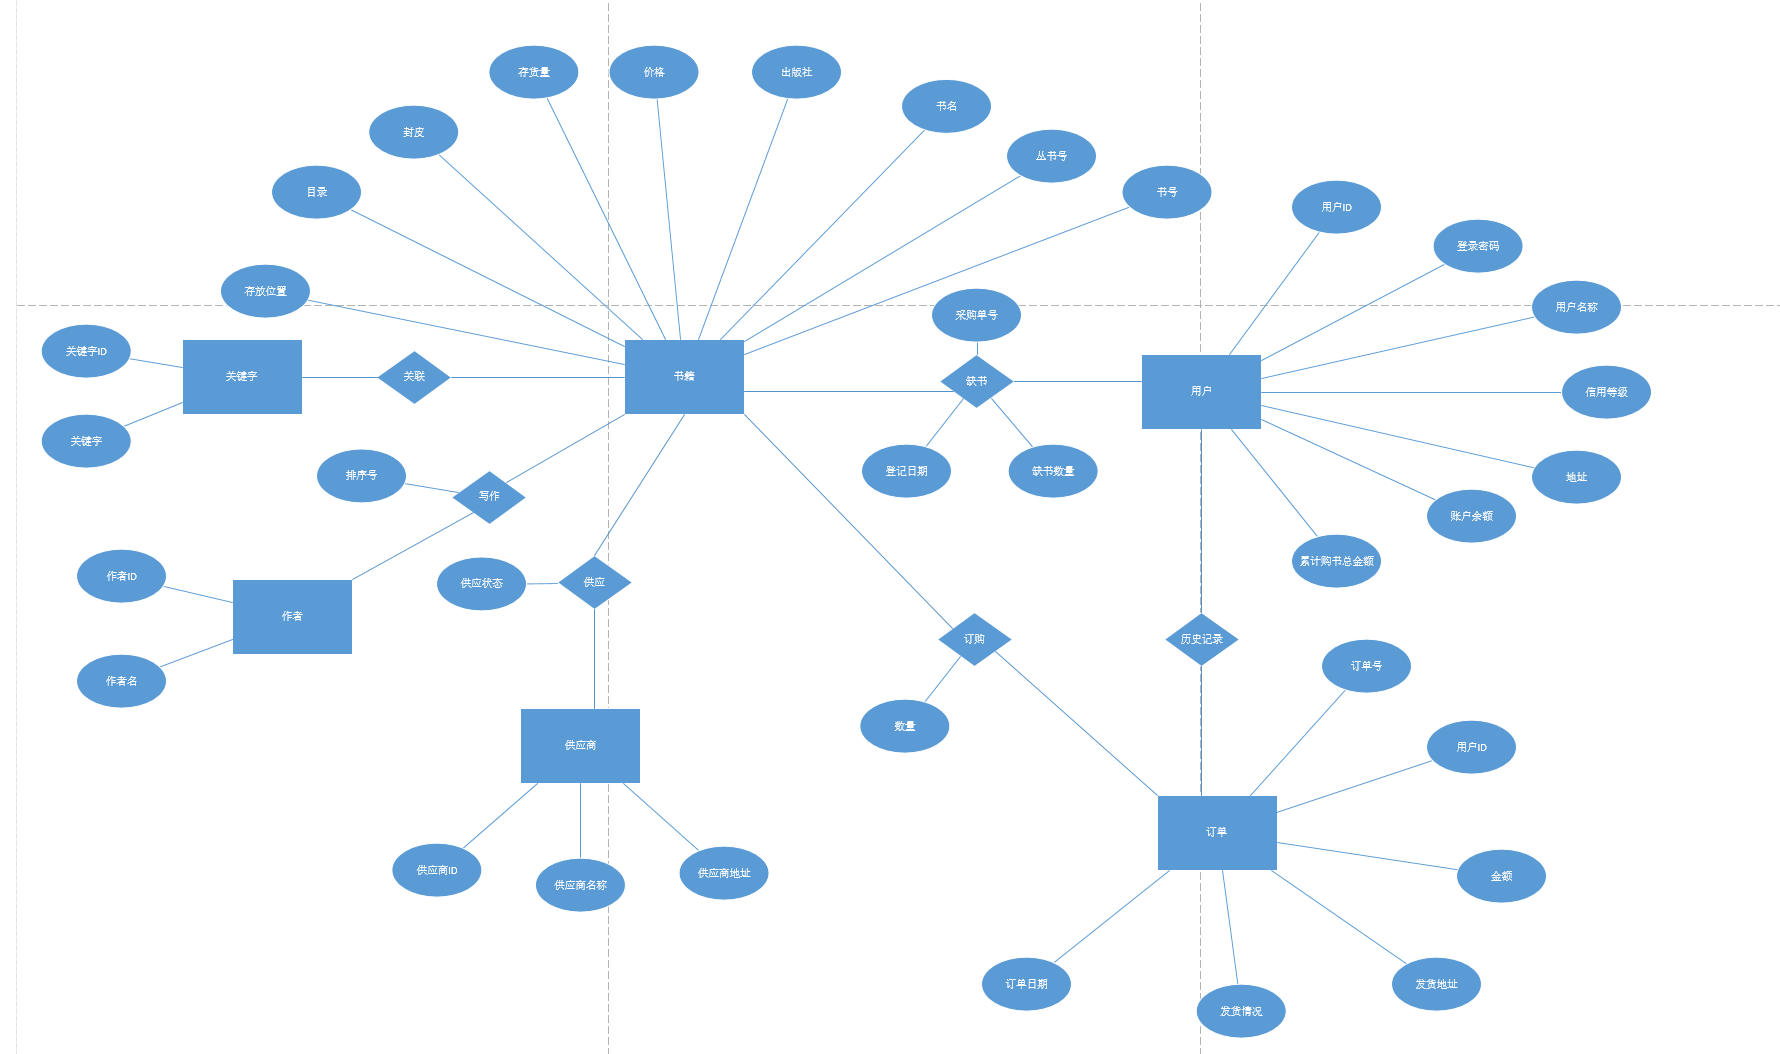 存货量
价格
出版社
书名
封皮
丛书号
目录
书号
用户ID
登录密码
存放位置
用户名称
采购单号
关键字ID
关键字
关联
书籍
缺书
用户
信用等级
关键字
排序号
写作
登记日期
缺书数量
地址
账户余额
累计购书总金额
作者ID
供应状态
供应
作者
订购
历史记录
订单号
作者名
数量
供应商
用户ID
订单
供应商ID
供应商名称
供应商地址
金额
订单日期
发货情况
发货地址